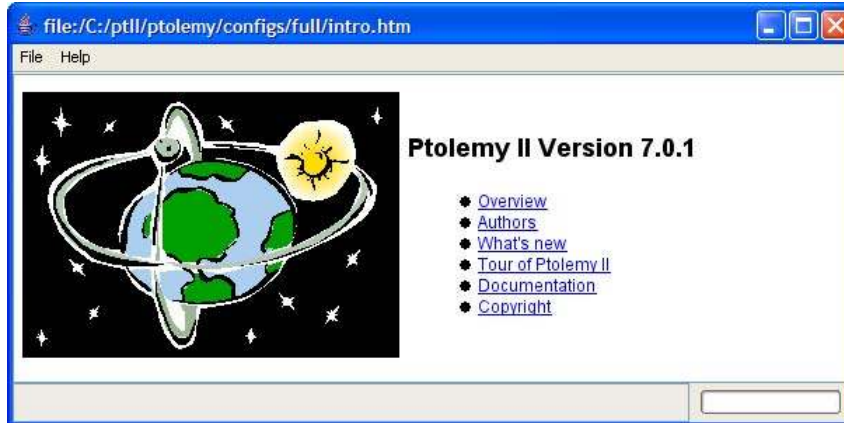 file:/C:/ptII/ptolemy/configs/full/intro.htm
File Help
Ptolemy II Version 7.0.1
Overview
Authors
What's new
Tour of Ptolemy II
Documentation
Copyright